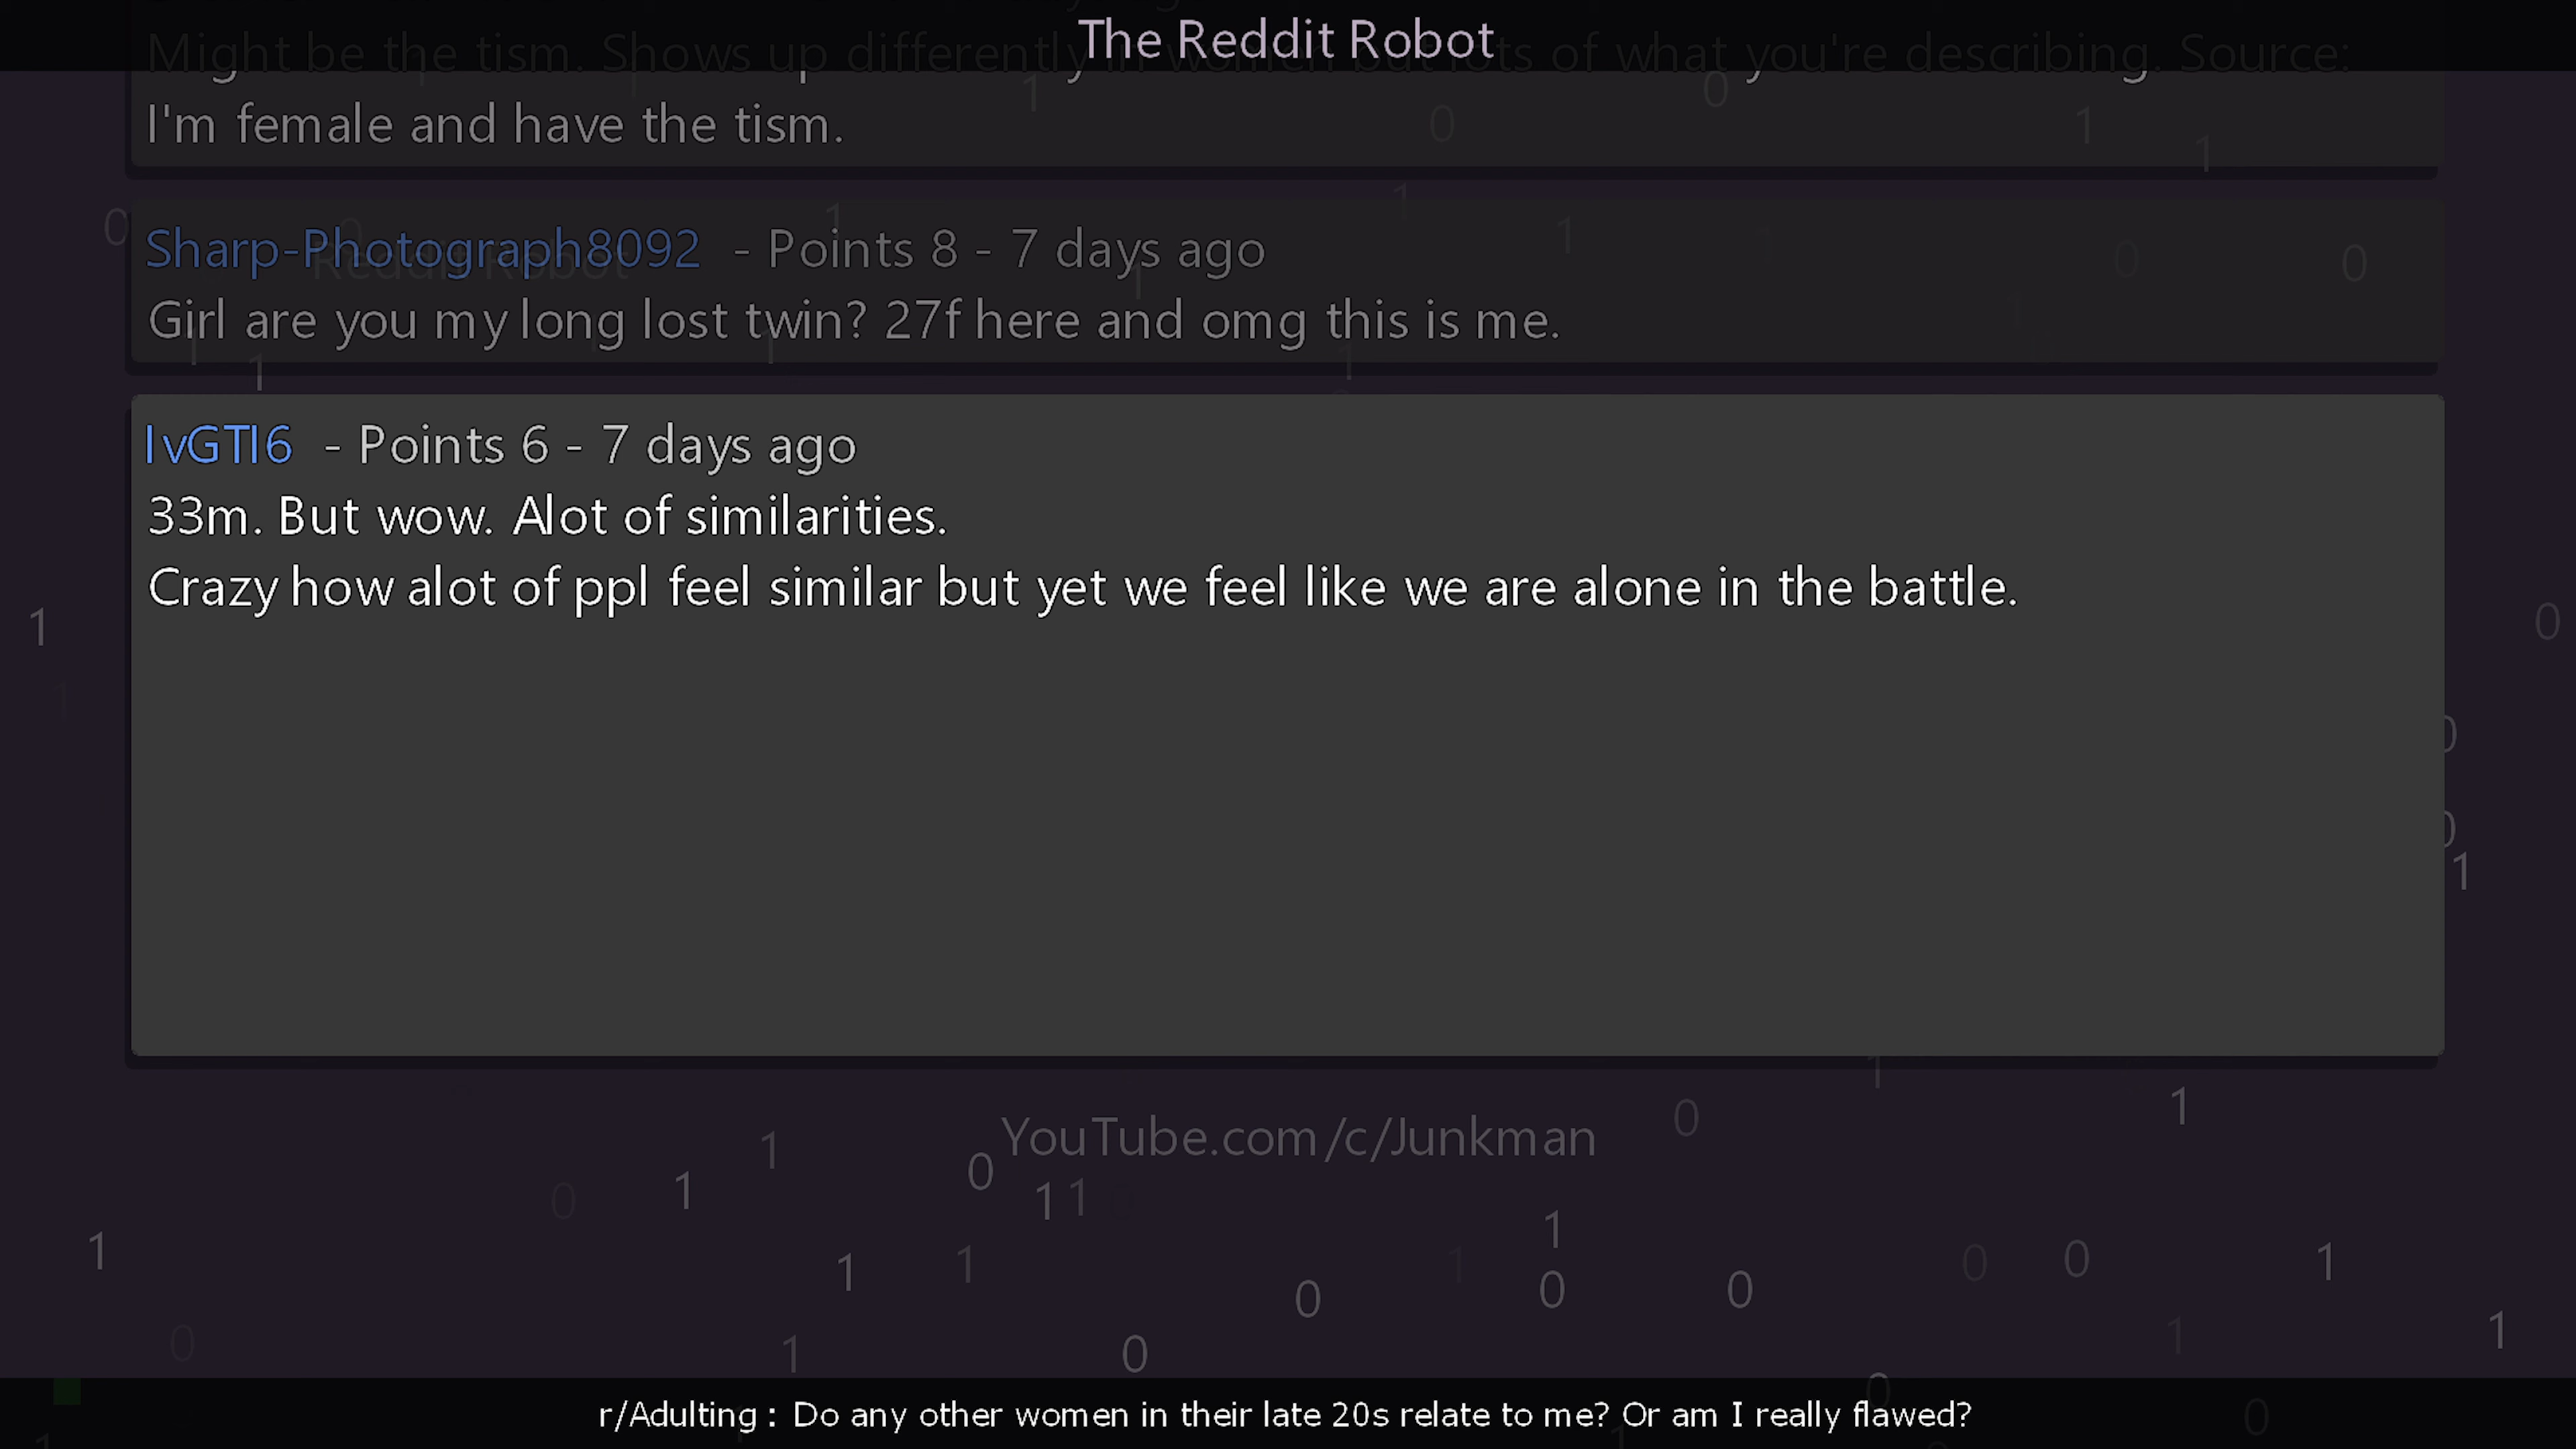 The Reddit Robot
Might be the tism. Shows up differently in women but lots of what you're describing. Source:
I'm female and have the tism.
Sharp-Photograph8092 - Points 8 - 7 days ago
Girl are you my long lost twin? 27f here and omg this is me.
IvGTI6 - Points 6 - 7 days ago
33m. But wow. Alot of similarities.
Crazy how alot of ppl feel similar but yet we feel like we are alone in the battle.
YouTube.com/c/Junkman
r/Adulting : Do any other women in their late 20s relate to me? Or am I really flawed?